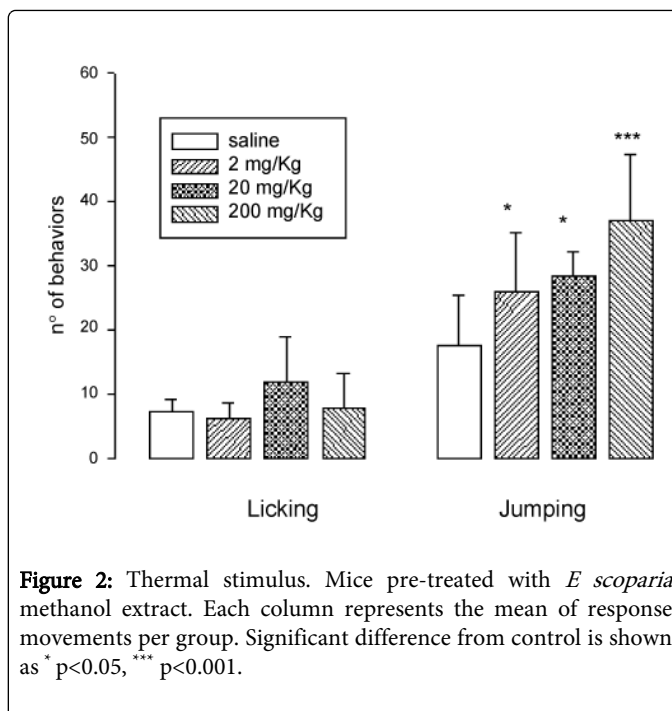 60
50
40
30
20
10
0
n° of behaviors
saline
2 mg/Kg
20 mg/Kg
200 mg/Kg
*
*
***
Licking
Jumping
Figure 2: Thermal stimulus. Mice pre-treated with E scoparia
methanol extract. Each column represents the mean of response
movements per group. Significant difference from control is shown
as * p<0.05, *** p<0.001.